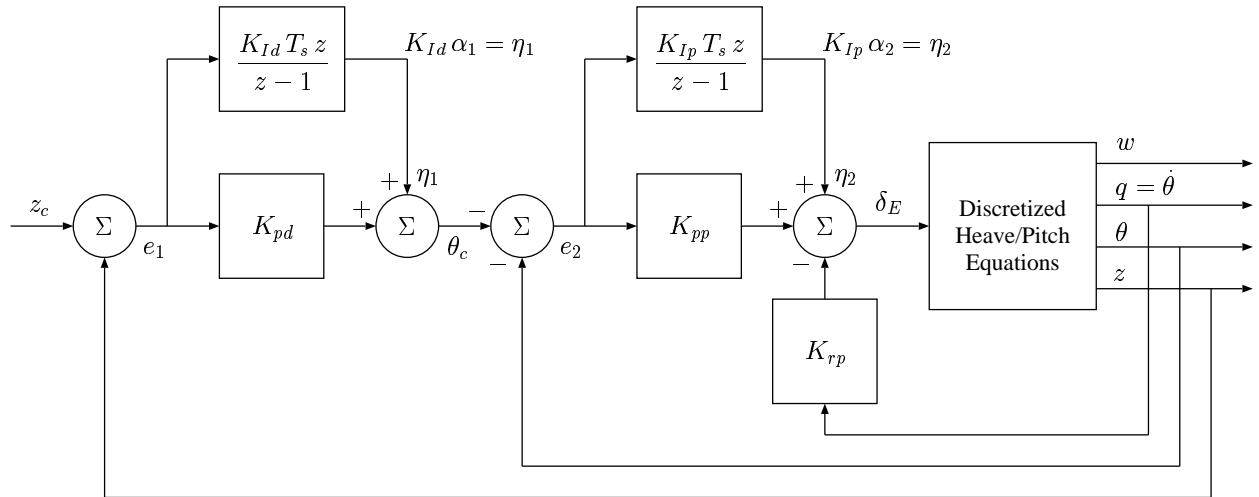 K_{Id} T_s z
z − 1
K_{Id} α_1 = η_1
K_{Ip} T_s z
z − 1
K_{Ip} α_2 = η_2
z_c
Σ
e_1
K_{pd}
+
η_1
+
Σ
θ_c
−
−
Σ
e_2
K_{pp}
+
η_2
+
−
Σ
δ_E
Discretized
Heave/Pitch
Equations
w
q = θ̇
θ
z
K_{rp}